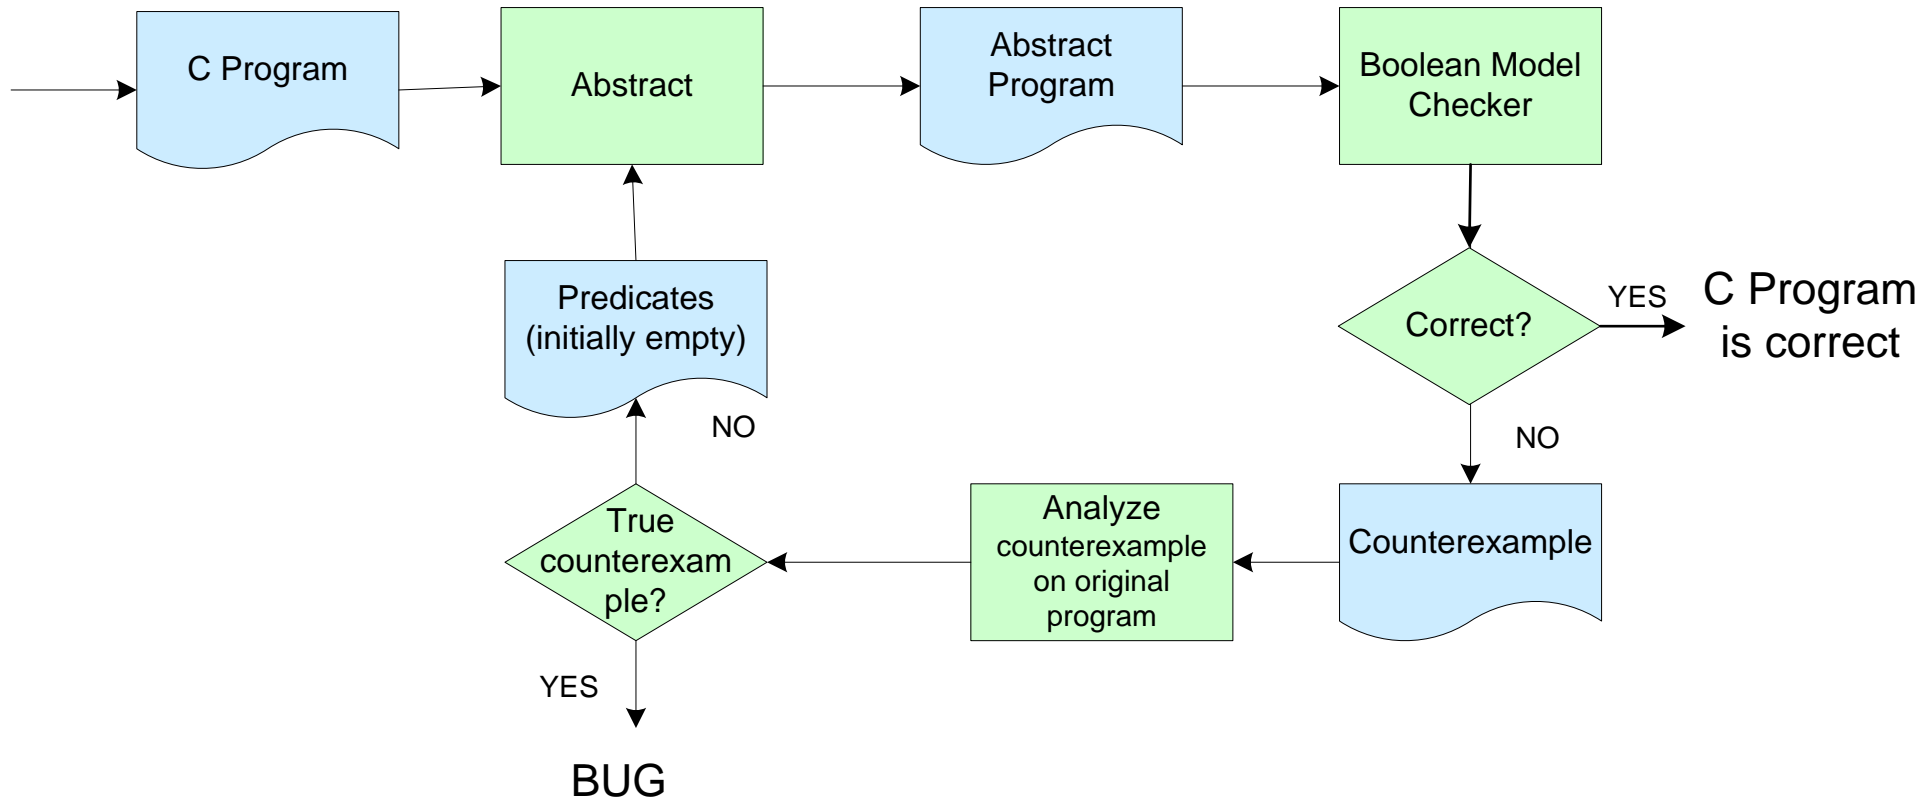 C Program
Abstract
Abstract
Program
Boolean Model
Checker
Predicates
(initially empty)
Correct?
YES
C Program
is correct
NO
NO
True
counterexam
ple?
Analyze
counterexample
on original
program
Counterexample
YES
BUG